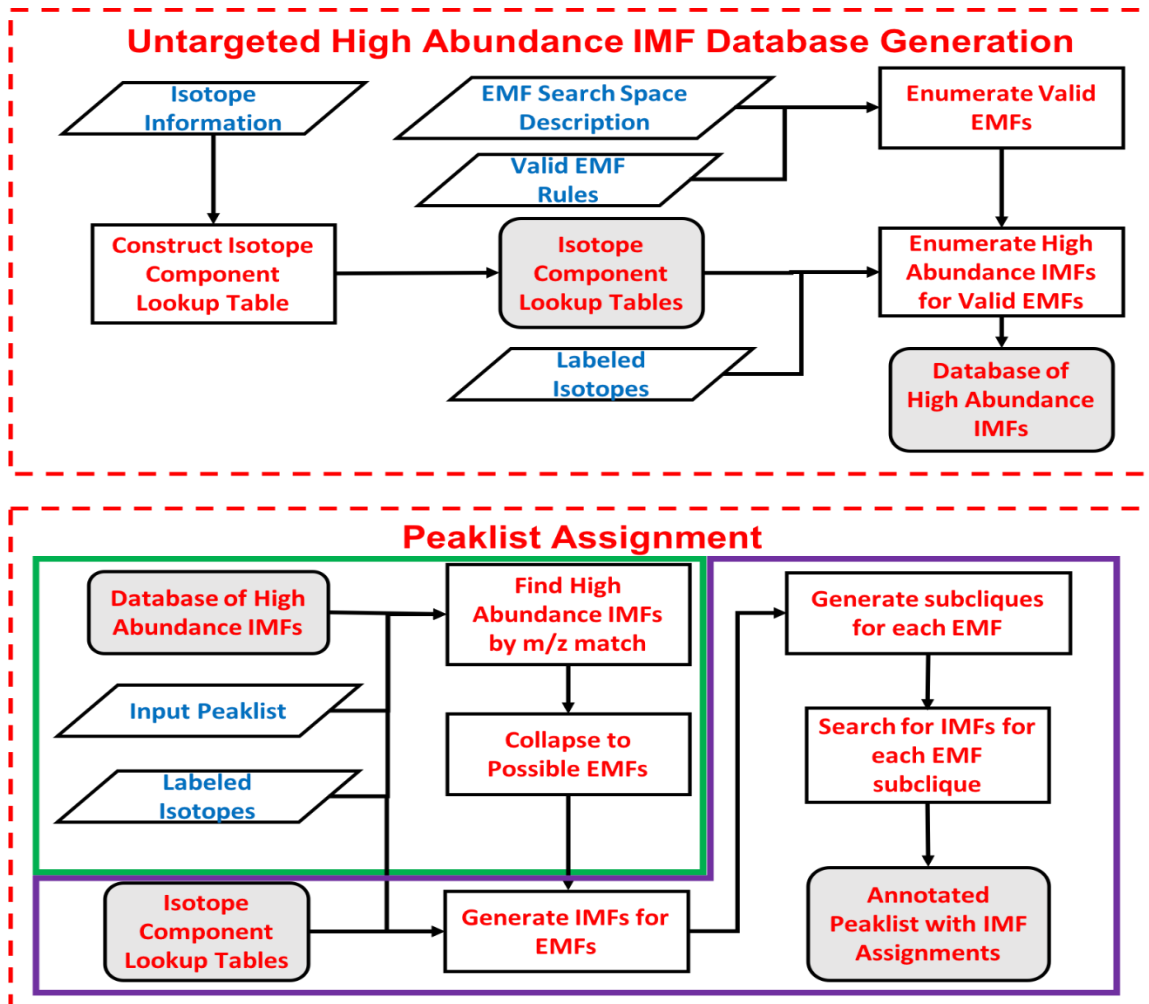 Untargeted High Abundance IMF Database Generation
Isotope
Information
EMF Search Space
Description
Enumerate Valid
EMFs
Valid EMF
Rules
Construct Isotope
Component
Lookup Table
Isotope
Component
Lookup Tables
Enumerate High
Abundance IMFs
for Valid EMFs
Labeled
Isotopes
Database of
High Abundance
IMFs
Peaklist Assignment
Database of High
Abundance IMFs
Find High
Abundance IMFs
by m/z match
Generate subcliques
for each EMF
Input Peaklist
Collapse to
Possible EMFs
Search for IMFs for
each EMF
subclique
Labeled
Isotopes
Isotope
Component
Lookup Tables
Generate IMFs for
EMFs
Annotated
Peaklist with IMF
Assignments